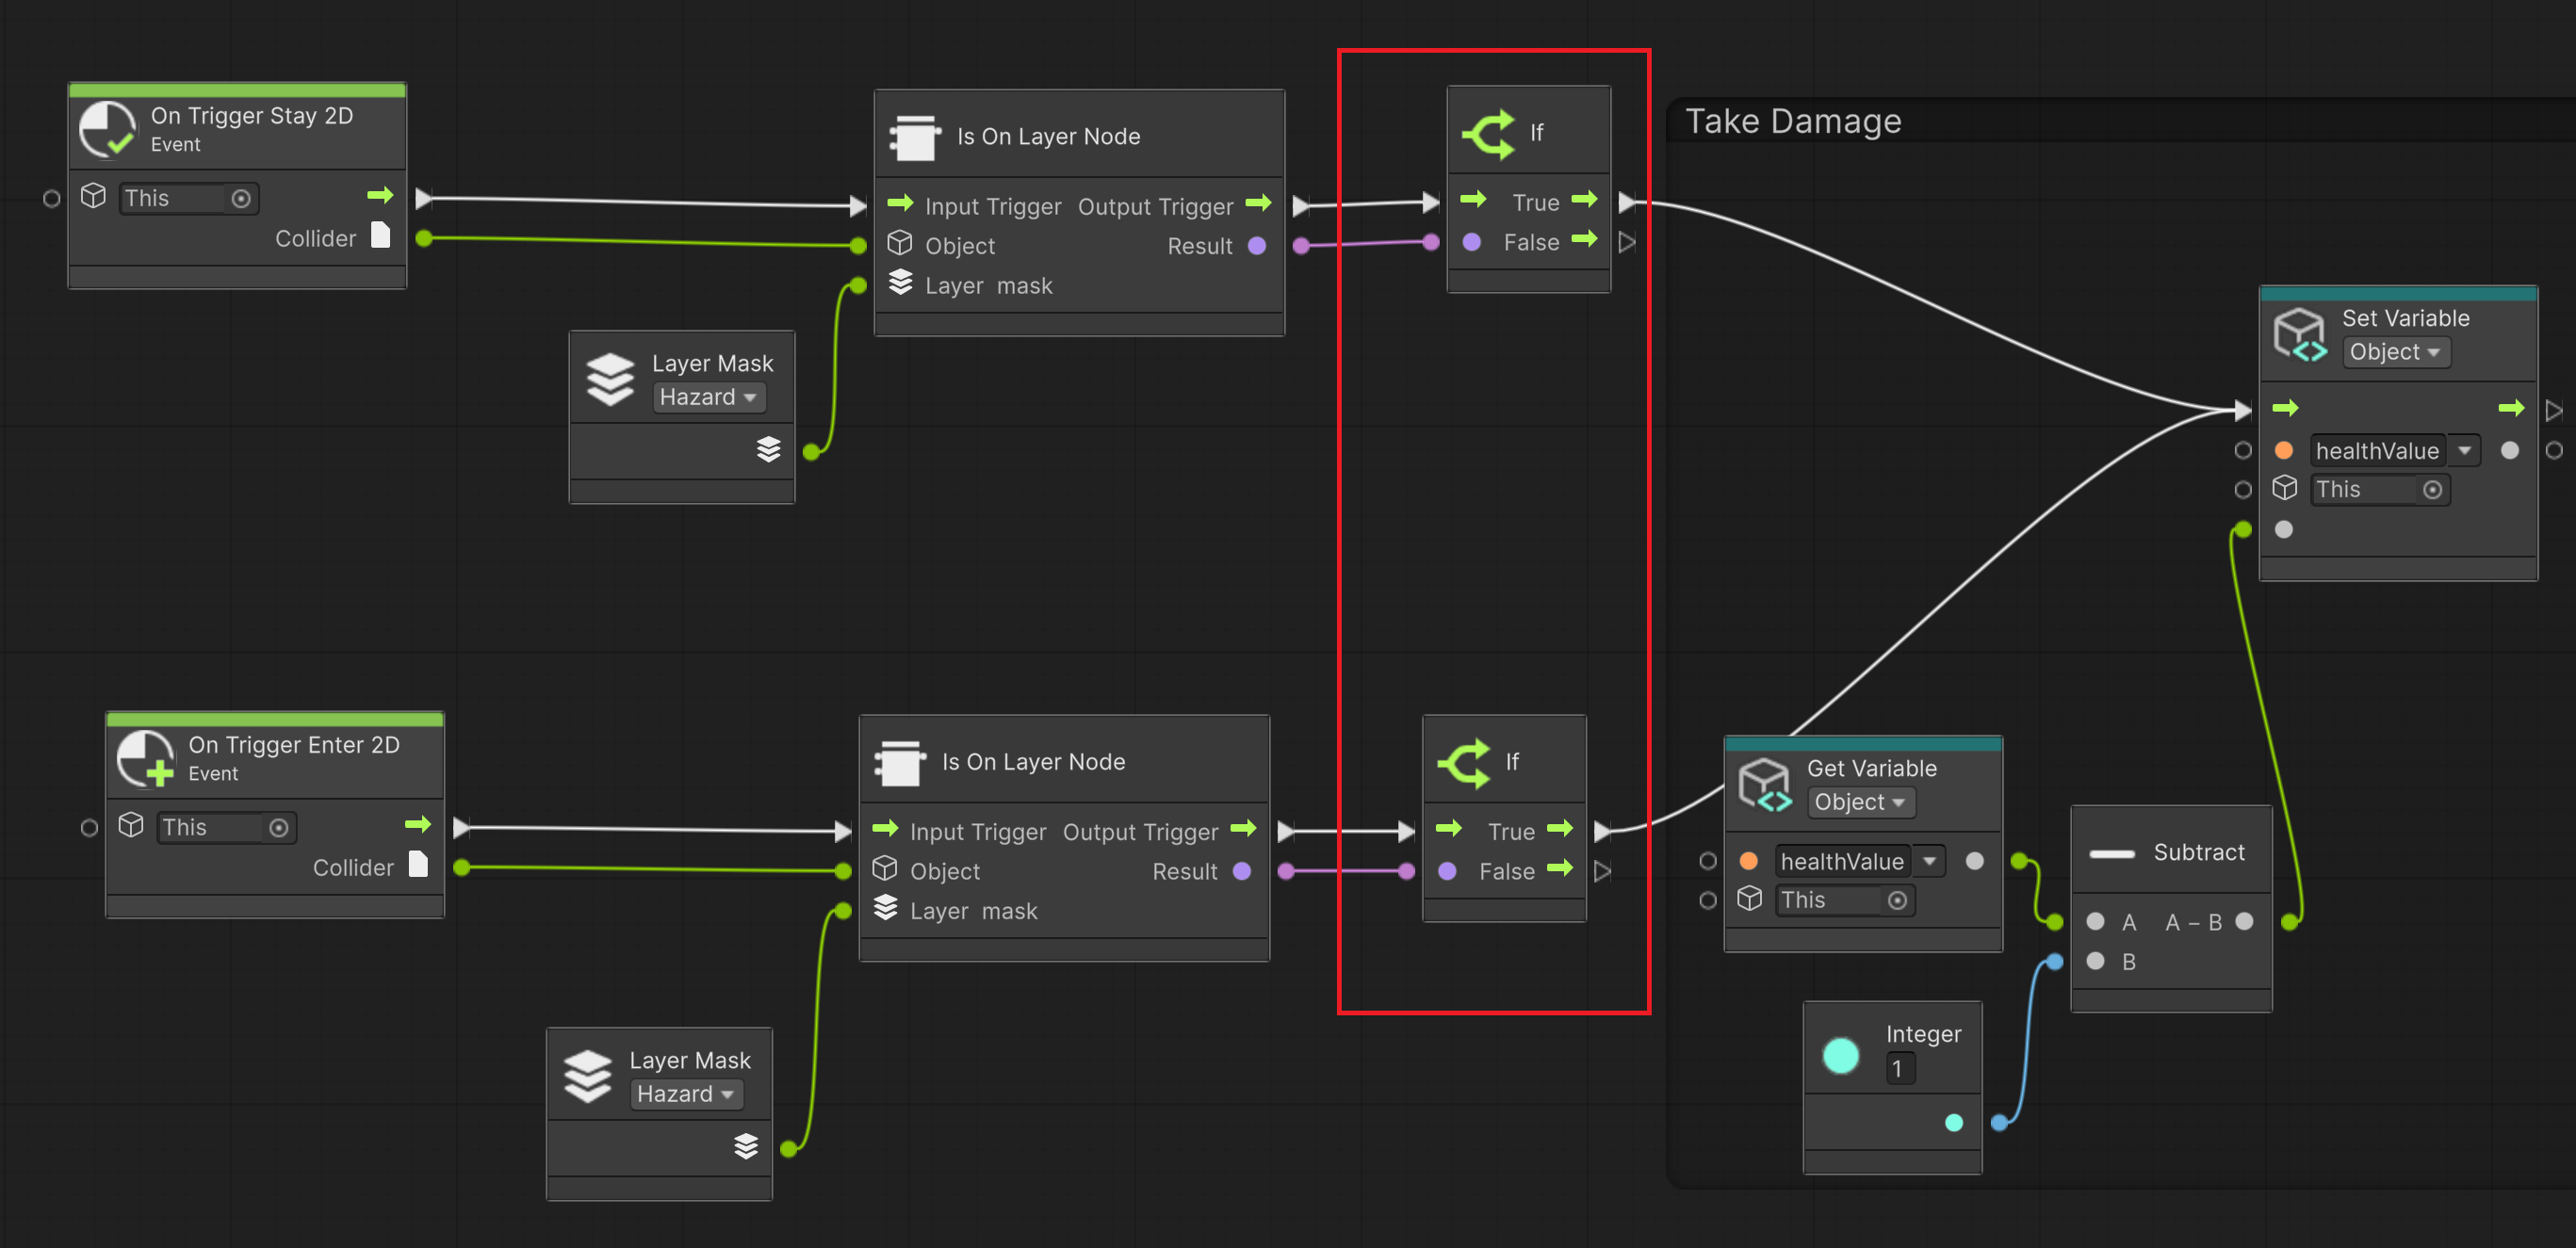 On Trigger Stay 2D
Event
This
Collider
Is On Layer Node
Input Trigger Output Trigger
Object Result
Layer mask
Layer Mask
Hazard
If
True
False
Take Damage
Set Variable
Object
healthValue
This
On Trigger Enter 2D
Event
This
Collider
Is On Layer Node
Input Trigger Output Trigger
Object Result
Layer mask
Layer Mask
Hazard
If
True
False
Get Variable
Object
healthValue
This
Subtract
A A − B
B
Integer
1